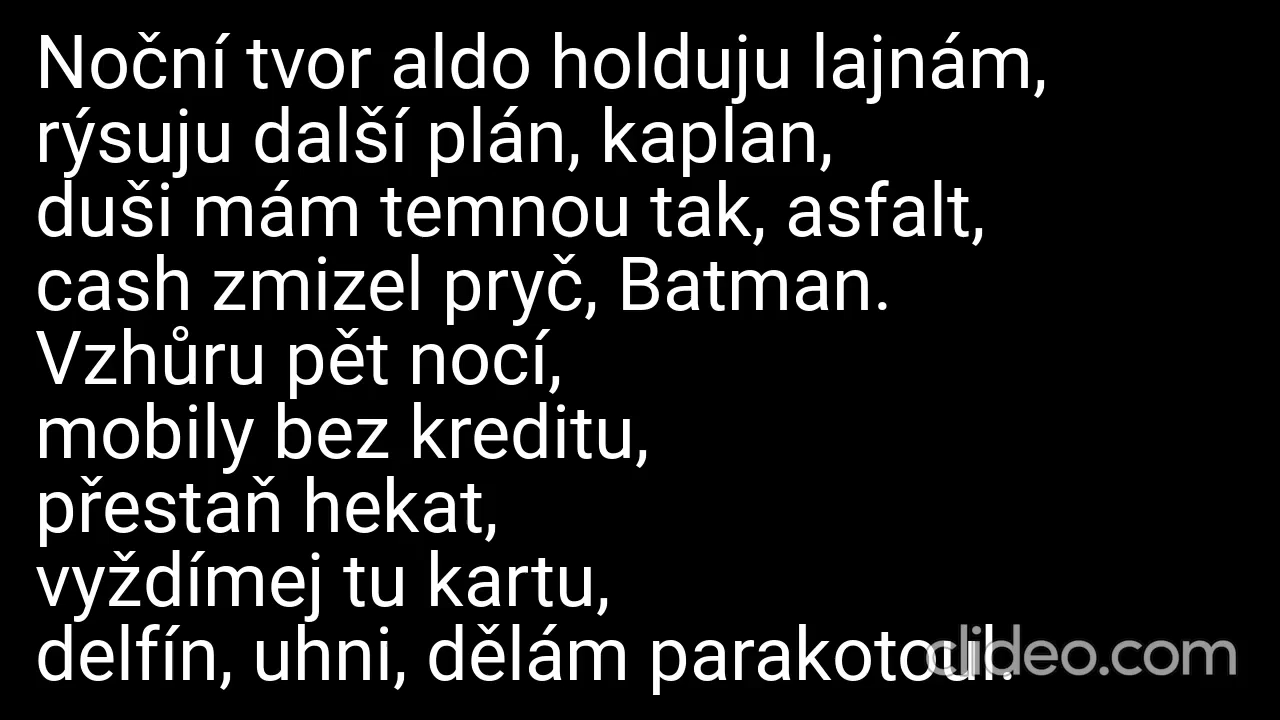 Noční tvor aldo holduju lajnám,
rýsuju další plán, kaplan,
duši mám temnou tak, asfalt,
cash zmizel pryč, Batman.
Vzhůru pět nocí,
mobily bez kreditu,
přestaň hekat,
vyždímej tu kartu,
delfín, uhni, dělám parakotoul.
clideo.com